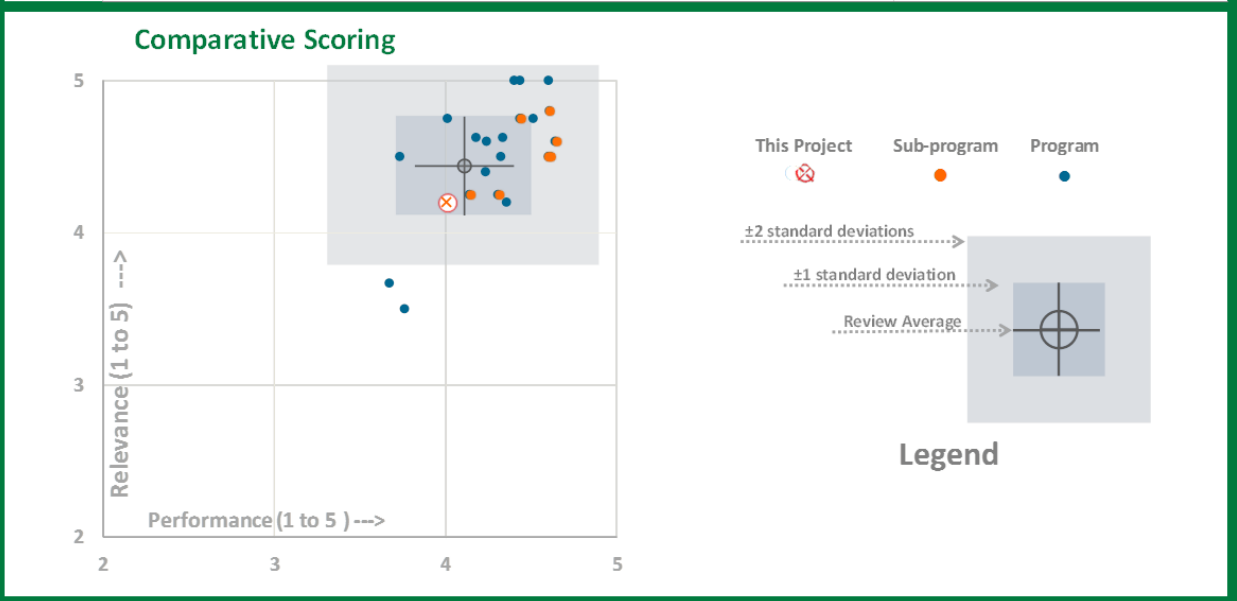 Comparative Scoring
5
4
3
2
2 3 4 5
Relevance (1 to 5) --->
Performance (1 to 5 ) --->
This Project Sub-program Program
±2 standard deviations
±1 standard deviation
Review Average
Legend